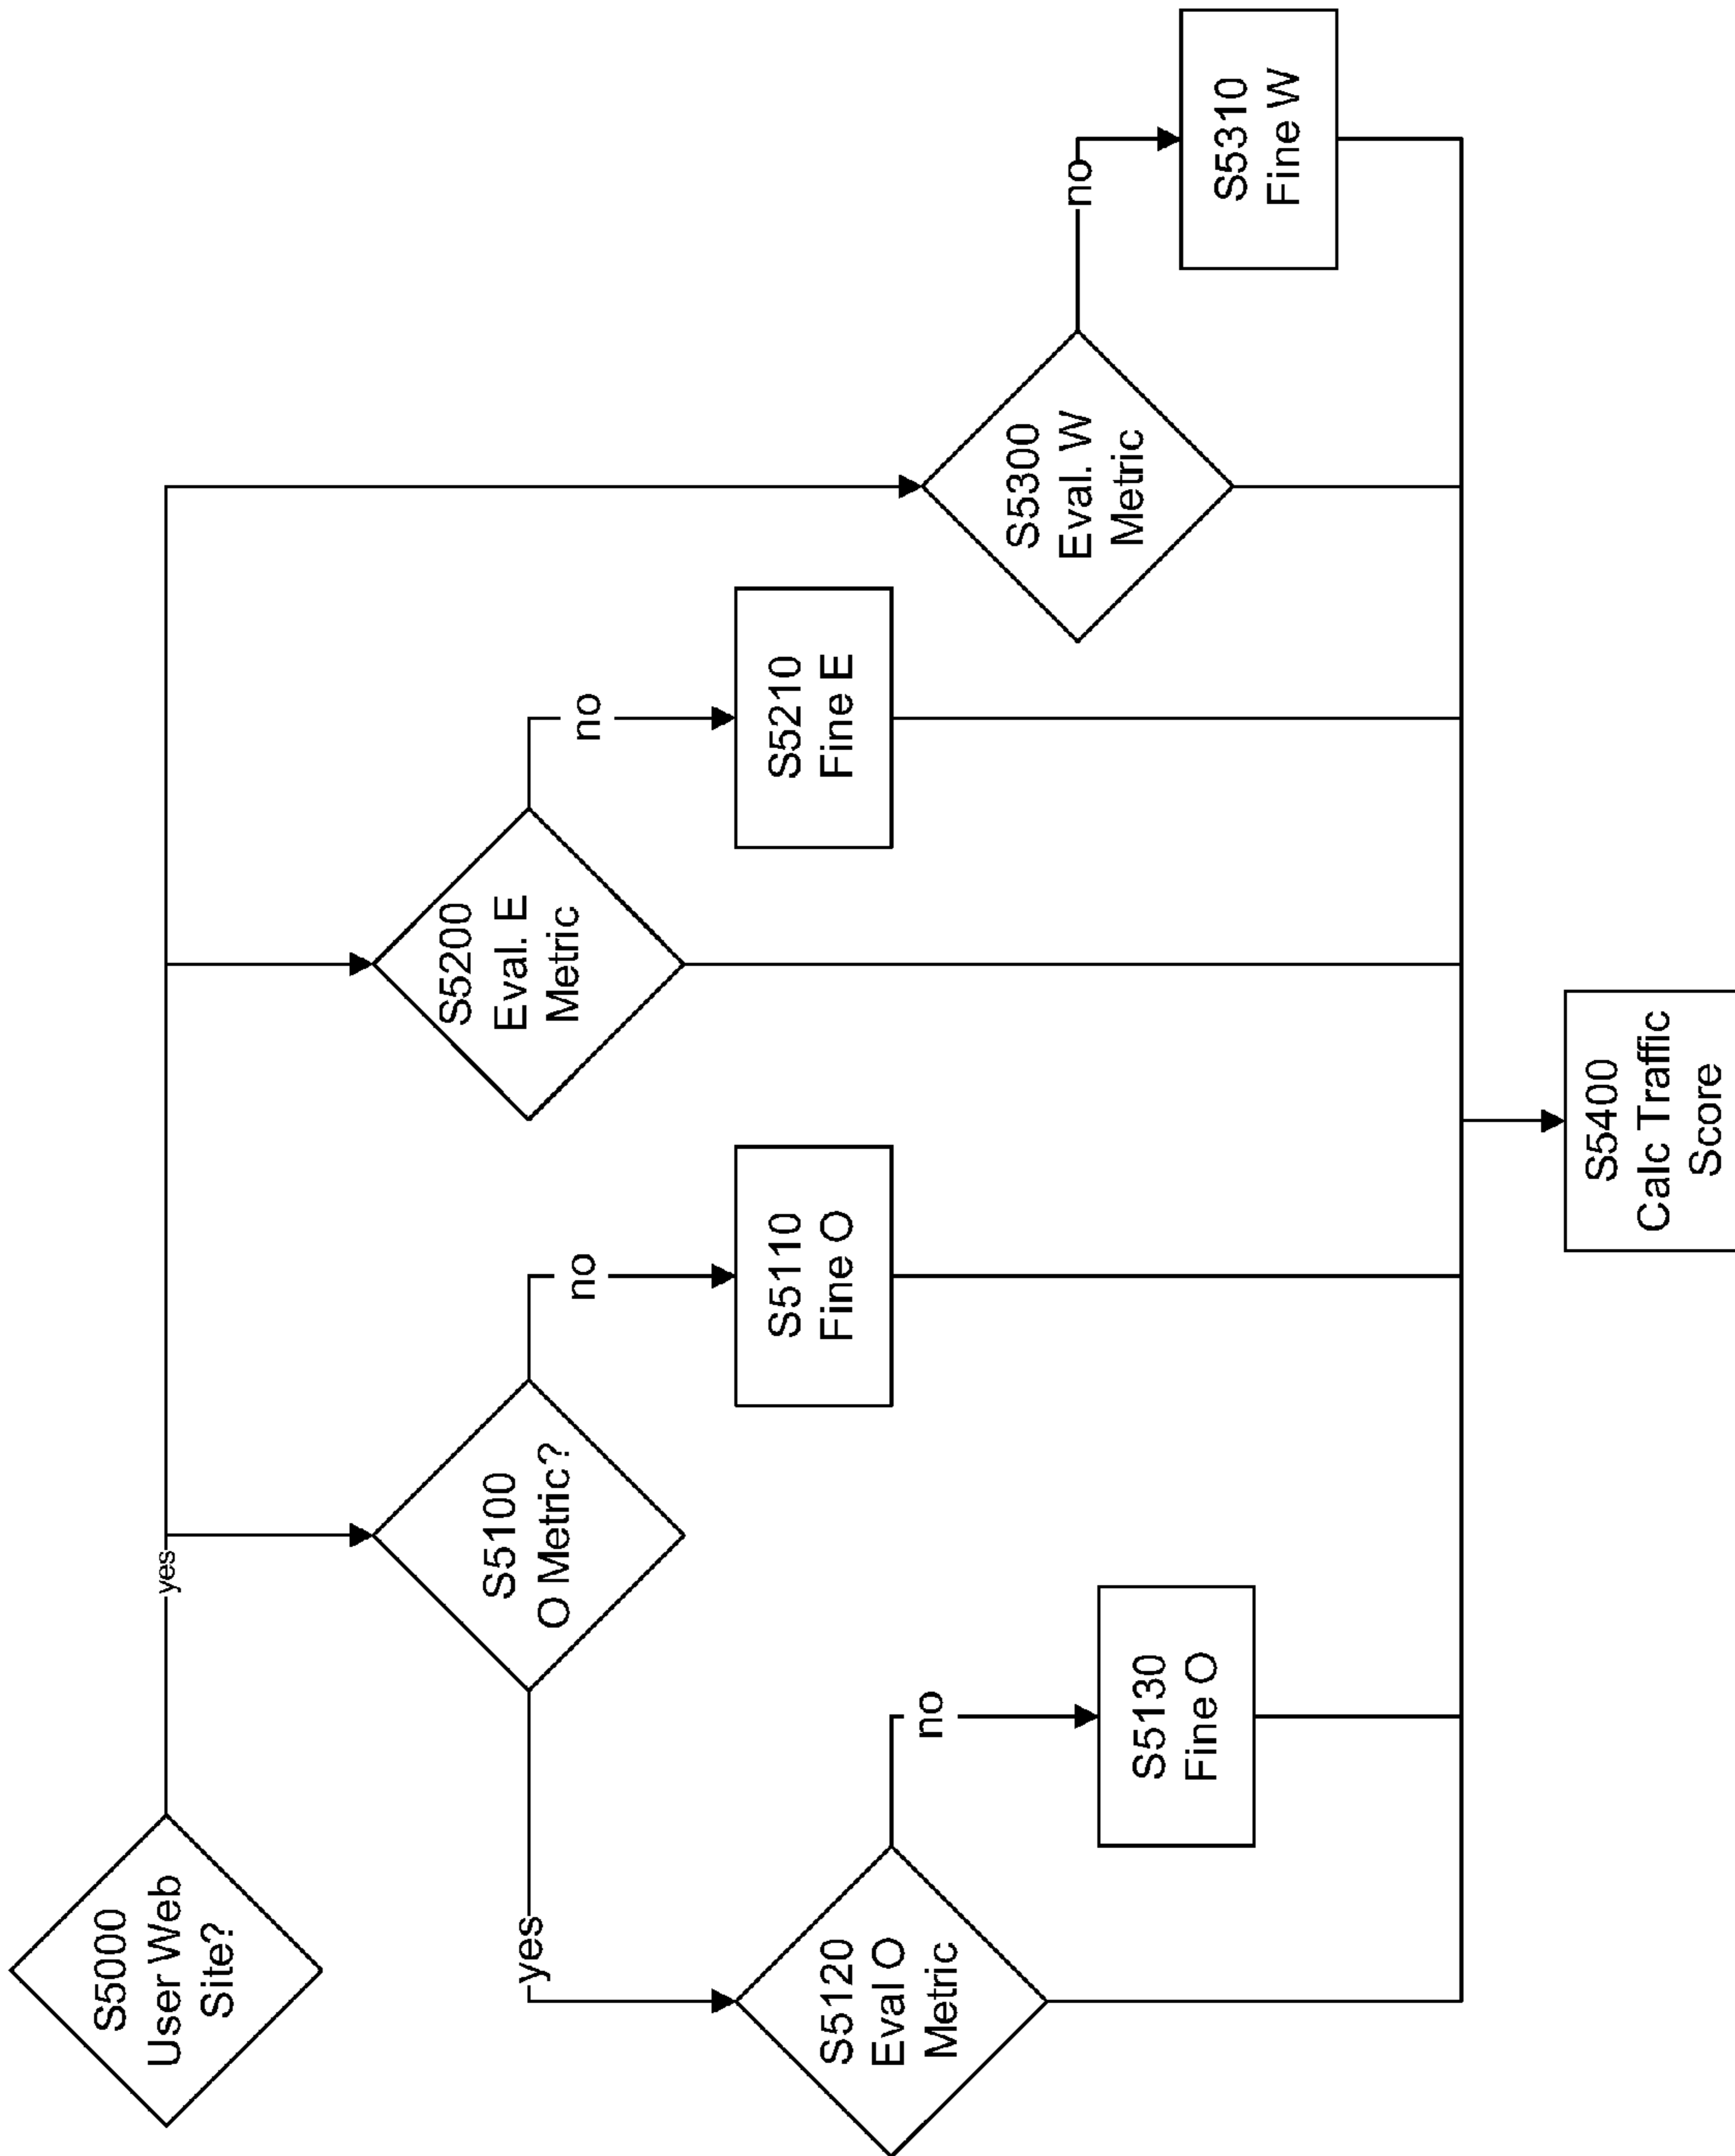 S5000
User Web
Site?
yes
S5100
O Metric?
yes
no
S5120
Eval O
Metric
no
S5130
Fine O
S5110
Fine O
S5200
Eval. E
Metric
no
S5210
Fine E
S5300
Eval. W
Metric
no
S5310
Fine W
S5400
Calc Traffic
Score